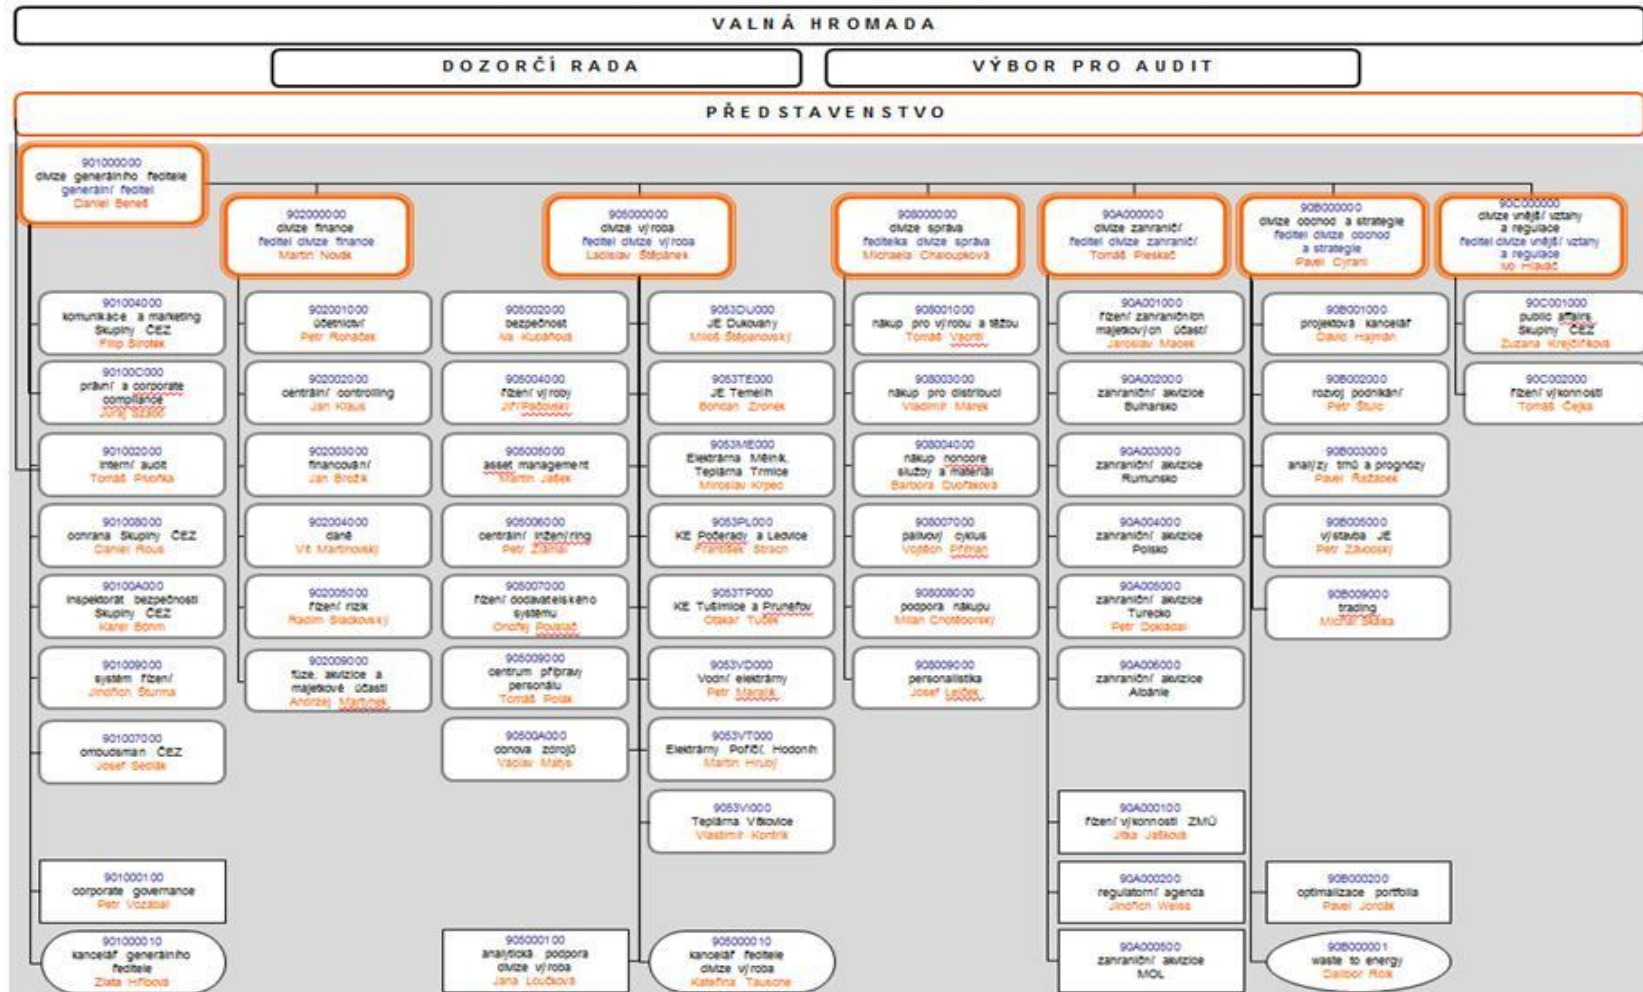 VALNÁ HROMADA
DOZORČÍ RADA
VÝBOR PRO AUDIT
PŘEDSTAVENSTVO
901000000
divize generálního ředitele
generální ředitel
Daniel Beneš
902000000
divize finance
ředitel divize finance
Martin Novák
905000000
divize výroba
ředitel divize výroba
Ladislav Štěpánek
908000000
divize správa
ředitelka divize správa
Michaela Chaloupková
90A000000
divize zahraničí
ředitel divize zahraničí
Tomáš Pleskač
90B000000
divize obchod a strategie
ředitel divize obchod
a strategie
Pavel Cyrani
90C000000
divize vnější vztahy
a regulace
ředitel divize vnější vztahy
a regulace
Ivo Hlaváč
901004000
komunikace a marketing
Skupiny ČEZ
Filip Sirotek
90100C000
právní a corporate
compliance
Juraj Szabó
901002000
interní audit
Tomáš Pivoňka
901008000
ochrana Skupiny ČEZ
Daniel Rous
90100A000
inspektorát bezpečnosti
Skupiny ČEZ
Karel Böhm
901009000
systém řízení
Jindřich Šturma
901007000
ombudsman ČEZ
Josef Sedlák
901000100
corporate governance
Petr Vozábal
901000010
kancelář generálního
ředitele
Zlata Hříbová
902001000
účetnictví
Petr Roháček
902002000
centrální controlling
Jan Klaus
902003000
financování
Jan Brožík
902004000
daně
Vít Martinovský
902005000
řízení rizik
Radim Sladkovský
902009000
fúze, akvizice a
majetkové účasti
Andrzej Martynek
905002000
bezpečnost
Iva Kubáňová
905004000
řízení výroby
Jiří
905005000
asset management
Martin Jašek
905006000
centrální inženýring
Petr Zlámal
905007000
řízení dodavatelského
systému
Ondřej
905009000
centrum přípravy
personálu
Tomáš Polák
90500A000
obnova zdrojů
Václav Matys
905000100
analytická podpora
divize výroba
Jana Loučková
9053DU000
JE Dukovany
Miloš Štěpanovský
9053TE000
JE Temelín
Bohdan Zronek
9053ME000
Elektrárna Mělník,
Teplárna Trmice
Miroslav Krpec
9053PL000
KE Počerady a Ledvice
František Strach
9053TP000
KE Tušimice a Prunéřov
Otakar Tuček
9053VD000
Vodní elektrárny
Petr Maralík
9053VT000
Elektrárny Poříčí, Hodonín
Martin Hrubý
9053VI000
Teplárna Vítkovice
Vlastimír Kontrik
905000010
kancelář ředitele
divize výroba
Kateřina Tausche
908001000
nákup pro výrobu a těžbu
Tomáš
908003000
nákup pro distribuci
Vladimír Marek
908004000
nákup noncore
služby a materiál
Barbora Dvořáková
908007000
palivový cyklus
Vojtěch
908008000
podpora nákupu
Milan Chotěborský
908009000
personalistika
Josef Lejček
90A001000
řízení zahraničních
majetkových účastí
Jaroslav Macek
90A002000
zahraniční akvizice
Bulharsko
90A003000
zahraniční akvizice
Rumunsko
90A004000
zahraniční akvizice
Polsko
90A005000
zahraniční akvizice
Turecko
Petr Dokládal
90A006000
zahraniční akvizice
Albánie
90A000100
řízení výkonnosti ZMÚ
Jitka Jašková
90A000200
regulatorní agenda
Jindřich Weiss
90A000500
zahraniční akvizice
MOL
90B001000
projektová kancelář
David Hajmán
90B002000
rozvoj podnikání
Petr Štulc
90B003000
analýzy trhů a prognózy
Pavel Řežábek
90B005000
výstavba JE
Petr Závodský
90B009000
trading
Michal Skalka
90B000200
optimalizace portfolia
Pavel Jordák
90B000001
waste to energy
Dalibor
90C001000
public affairs
Skupiny ČEZ
Zuzana Krejčiříková
90C002000
řízení výkonnosti
Tomáš Čejka